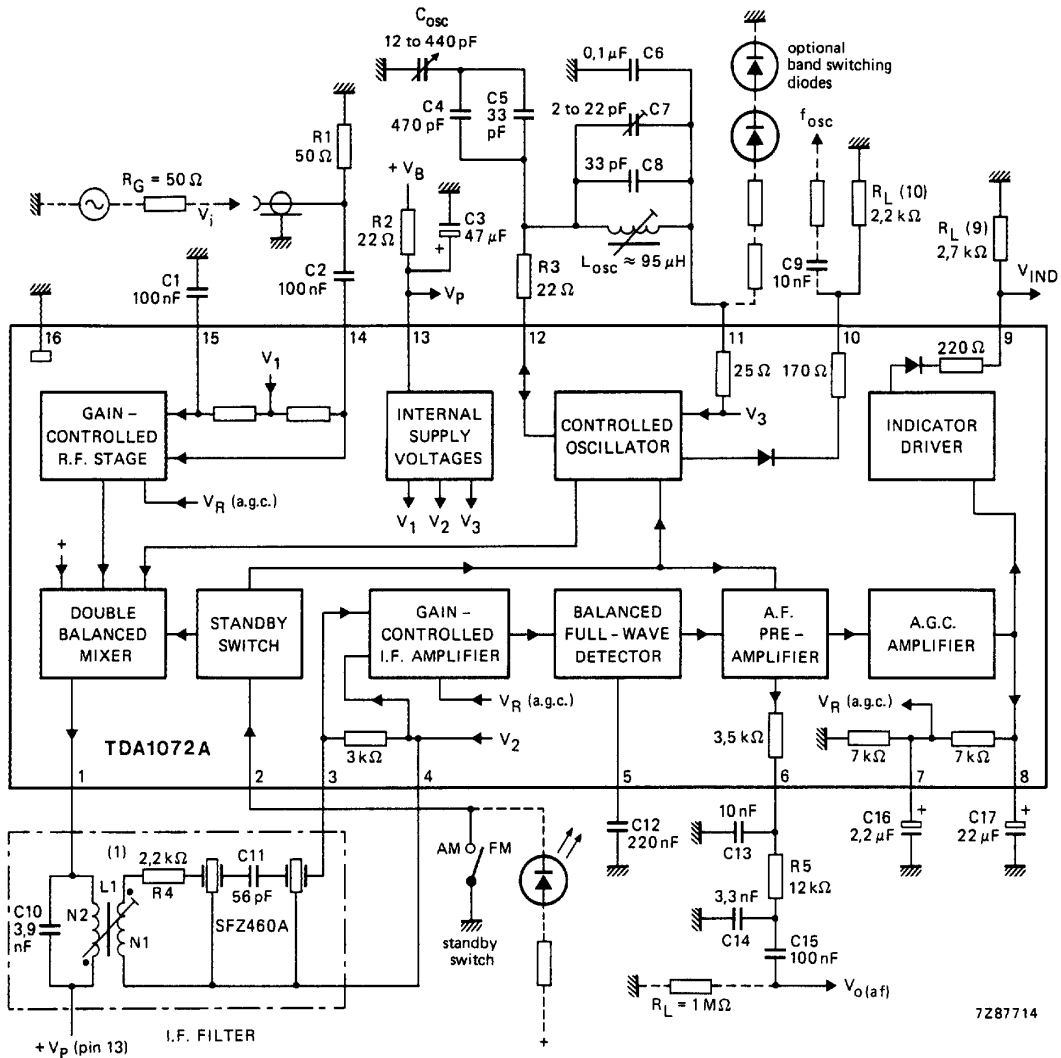 C osc
12 to 440 pF
C4
470 pF
C5
33
pF
0,1 µF
C6
2 to 22 pF
C7
33 pF
C8
L osc ≈ 95 µH
optional
band switching
diodes
f osc
R1
50 Ω
R G = 50 Ω
V i
+ V B
R2
22 Ω
C3
47 µF
V P
R3
22 Ω
C1
100 nF
C2
100 nF
C9
10 nF
R L (10)
2,2 kΩ
R L (9)
2,7 kΩ
V IND
16
15
14
13
12
11
10
9
V 1
25 Ω
170 Ω
220 Ω
GAIN –
CONTROLLED
R.F. STAGE
INTERNAL
SUPPLY
VOLTAGES
CONTROLLED
OSCILLATOR
V 3
INDICATOR
DRIVER
V R (a.g.c.)
V 1
V 2
V 3
+
DOUBLE
BALANCED
MIXER
STANDBY
SWITCH
GAIN –
CONTROLLED
I.F. AMPLIFIER
BALANCED
FULL–WAVE
DETECTOR
A.F.
PRE–
AMPLIFIER
A.G.C.
AMPLIFIER
V R (a.g.c.)
V R (a.g.c.)
TDA1072A
3 kΩ
V 2
3,5 kΩ
7 kΩ
7 kΩ
1
2
3
4
5
6
7
8
(1)
L1
2,2 kΩ
R4
C11
56 pF
C10
3,9
nF
N2
N1
SFZ460A
AM
FM
standby
switch
C12
220 nF
10 nF
C13
R5
12 kΩ
3,3 nF
C14
C15
100 nF
C16
2,2 µF
+
C17
22 µF
+
R L = 1 MΩ
V o(af)
+ V P (pin 13)
I.F. FILTER
+
7Z87714